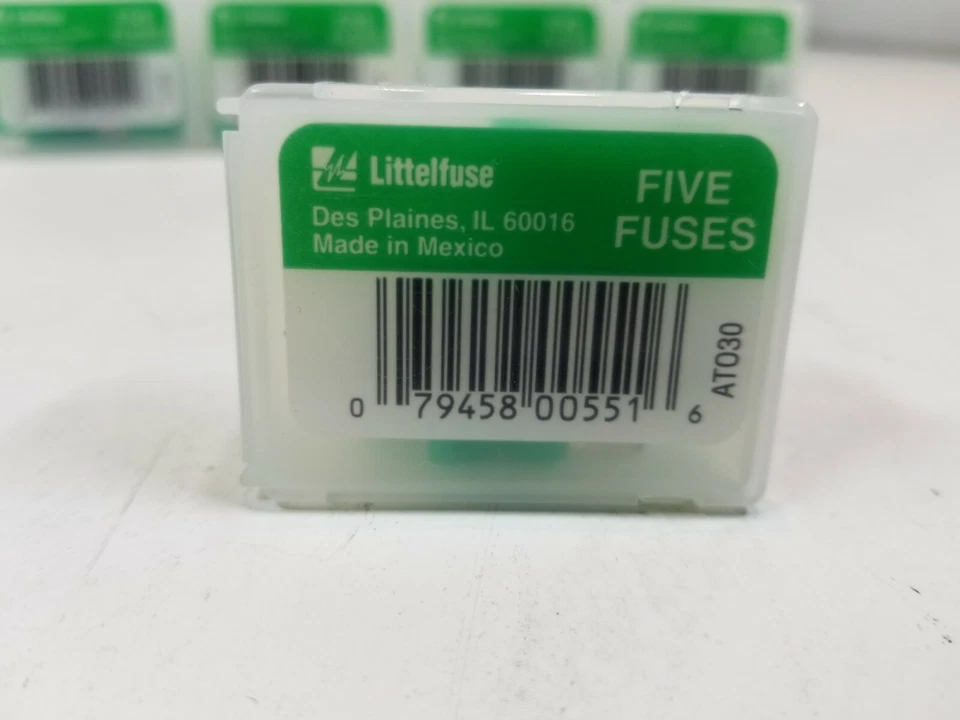 Littelfuse
Des Plaines, IL 60016
Made in Mexico
FIVE
FUSES
ATO30
0 79458 00551 6